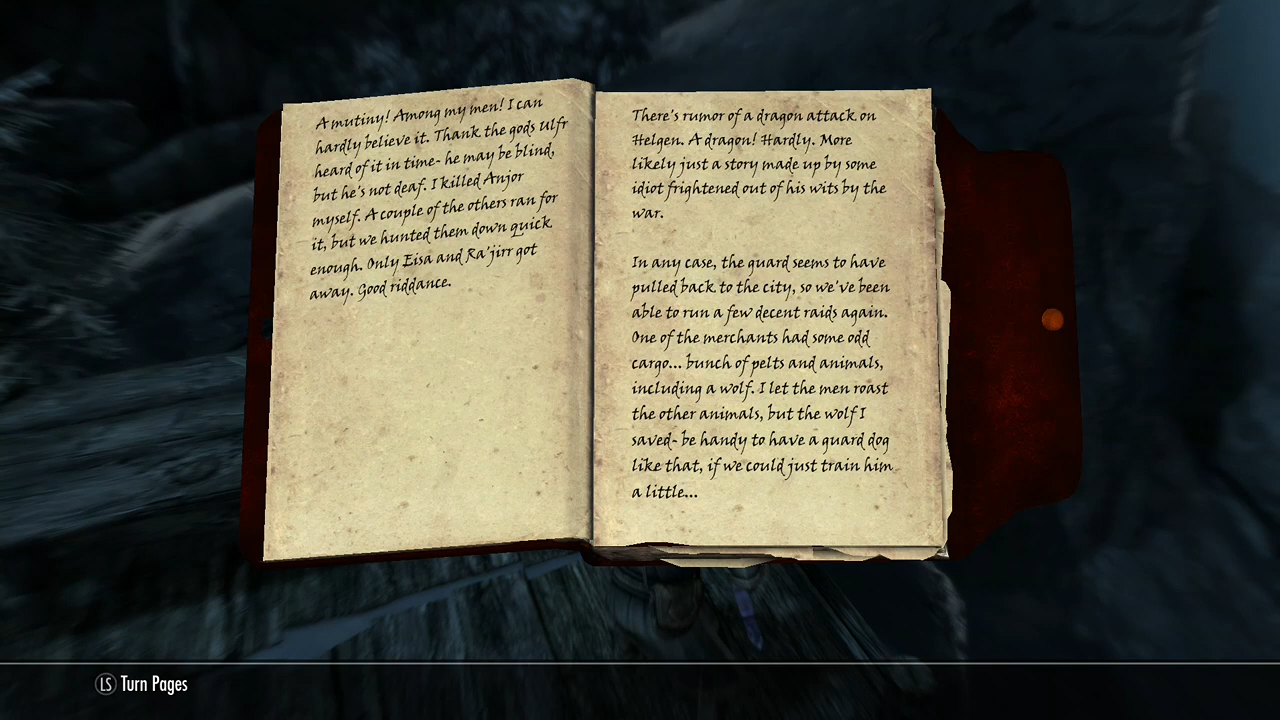 A mutiny! Among my men! I can
hardly believe it. Thank the gods Ulfr
heard of it in time- he may be blind,
but he's not deaf. I killed Anjor
myself. A couple of the others ran for
it, but we hunted them down quick
enough. Only Eisa and Ra'jirr got
away. Good riddance.
There's rumor of a dragon attack on
Helgen. A dragon! Hardly. More
likely just a story made up by some
idiot frightened out of his wits by the
war.
In any case, the guard seems to have
pulled back to the city, so we've been
able to run a few decent raids again.
One of the merchants had some odd
cargo... bunch of pelts and animals,
including a wolf. I let the men roast
the other animals, but the wolf I
saved- be handy to have a guard dog
like that, if we could just train him
a little...
LS Turn Pages